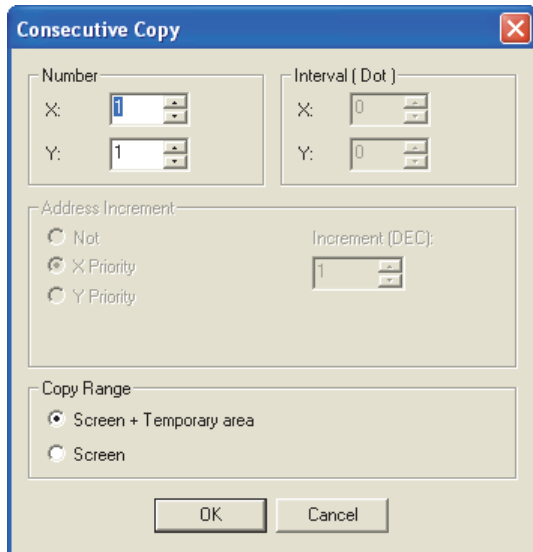 Consecutive Copy
Number
X: 1
Y: 1
Interval ( Dot )
X: 0
Y: 0
Address Increment
Not
X Priority
Y Priority
Increment (DEC):
1
Copy Range
Screen + Temporary area
Screen
OK Cancel